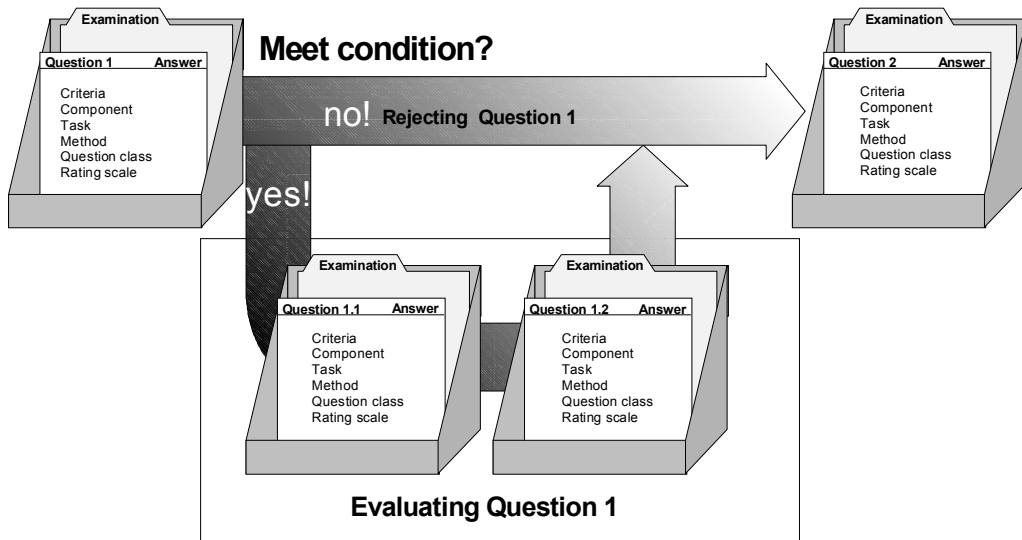 Examination
Question 1 Answer
Criteria
Component
Task
Method
Question class
Rating scale
Meet condition?
no! Rejecting Question 1
yes!
Examination
Question 2 Answer
Criteria
Component
Task
Method
Question class
Rating scale
Examination
Question 1.1 Answer
Criteria
Component
Task
Method
Question class
Rating scale
Examination
Question 1.2 Answer
Criteria
Component
Task
Method
Question class
Rating scale
Evaluating Question 1